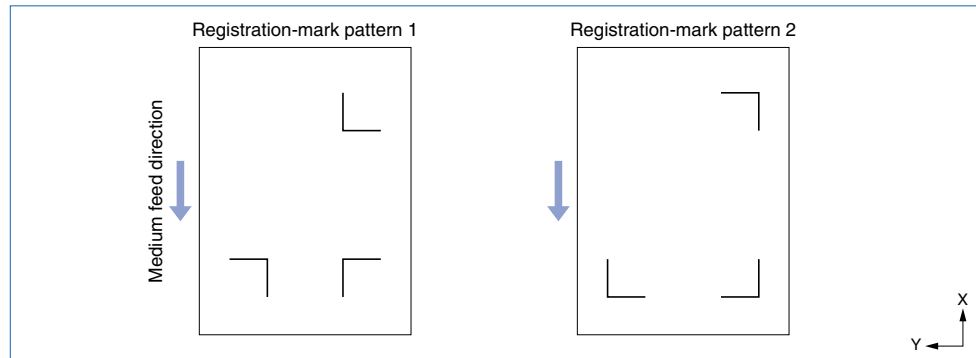 Registration-mark pattern 1
Registration-mark pattern 2
Medium feed direction
X
Y